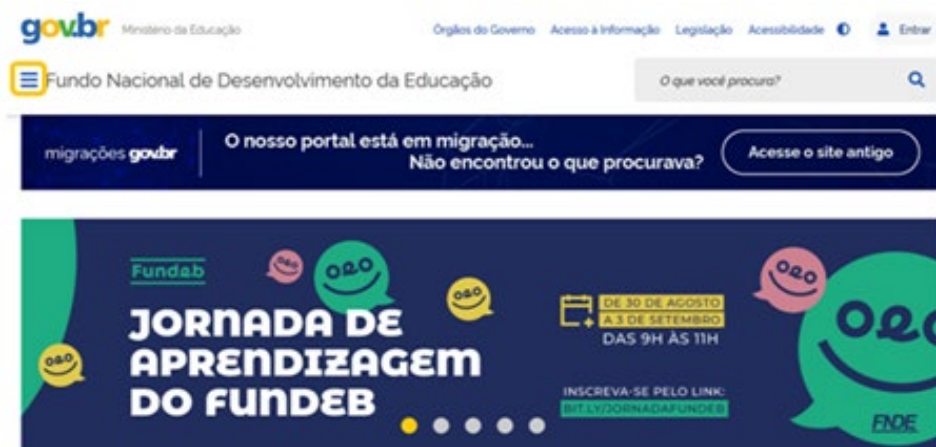 gov.br Ministério da Educação Órgãos do Governo Acesso à Informação Legislação Acessibilidade Entrar
Fundo Nacional de Desenvolvimento da Educação O que você procura?
migrações gov.br
O nosso portal está em migração...
Não encontrou o que procurava?
Acesse o site antigo
Fundeb
JORNADA DE
APRENDIZAGEM
DO FUNDEB
DE 30 DE AGOSTO
A 3 DE SETEMBRO
DAS 9H ÀS 11H
INSCREVA-SE PELO LINK:
BIT.LY/JORNADAFUNDEB
FNDE